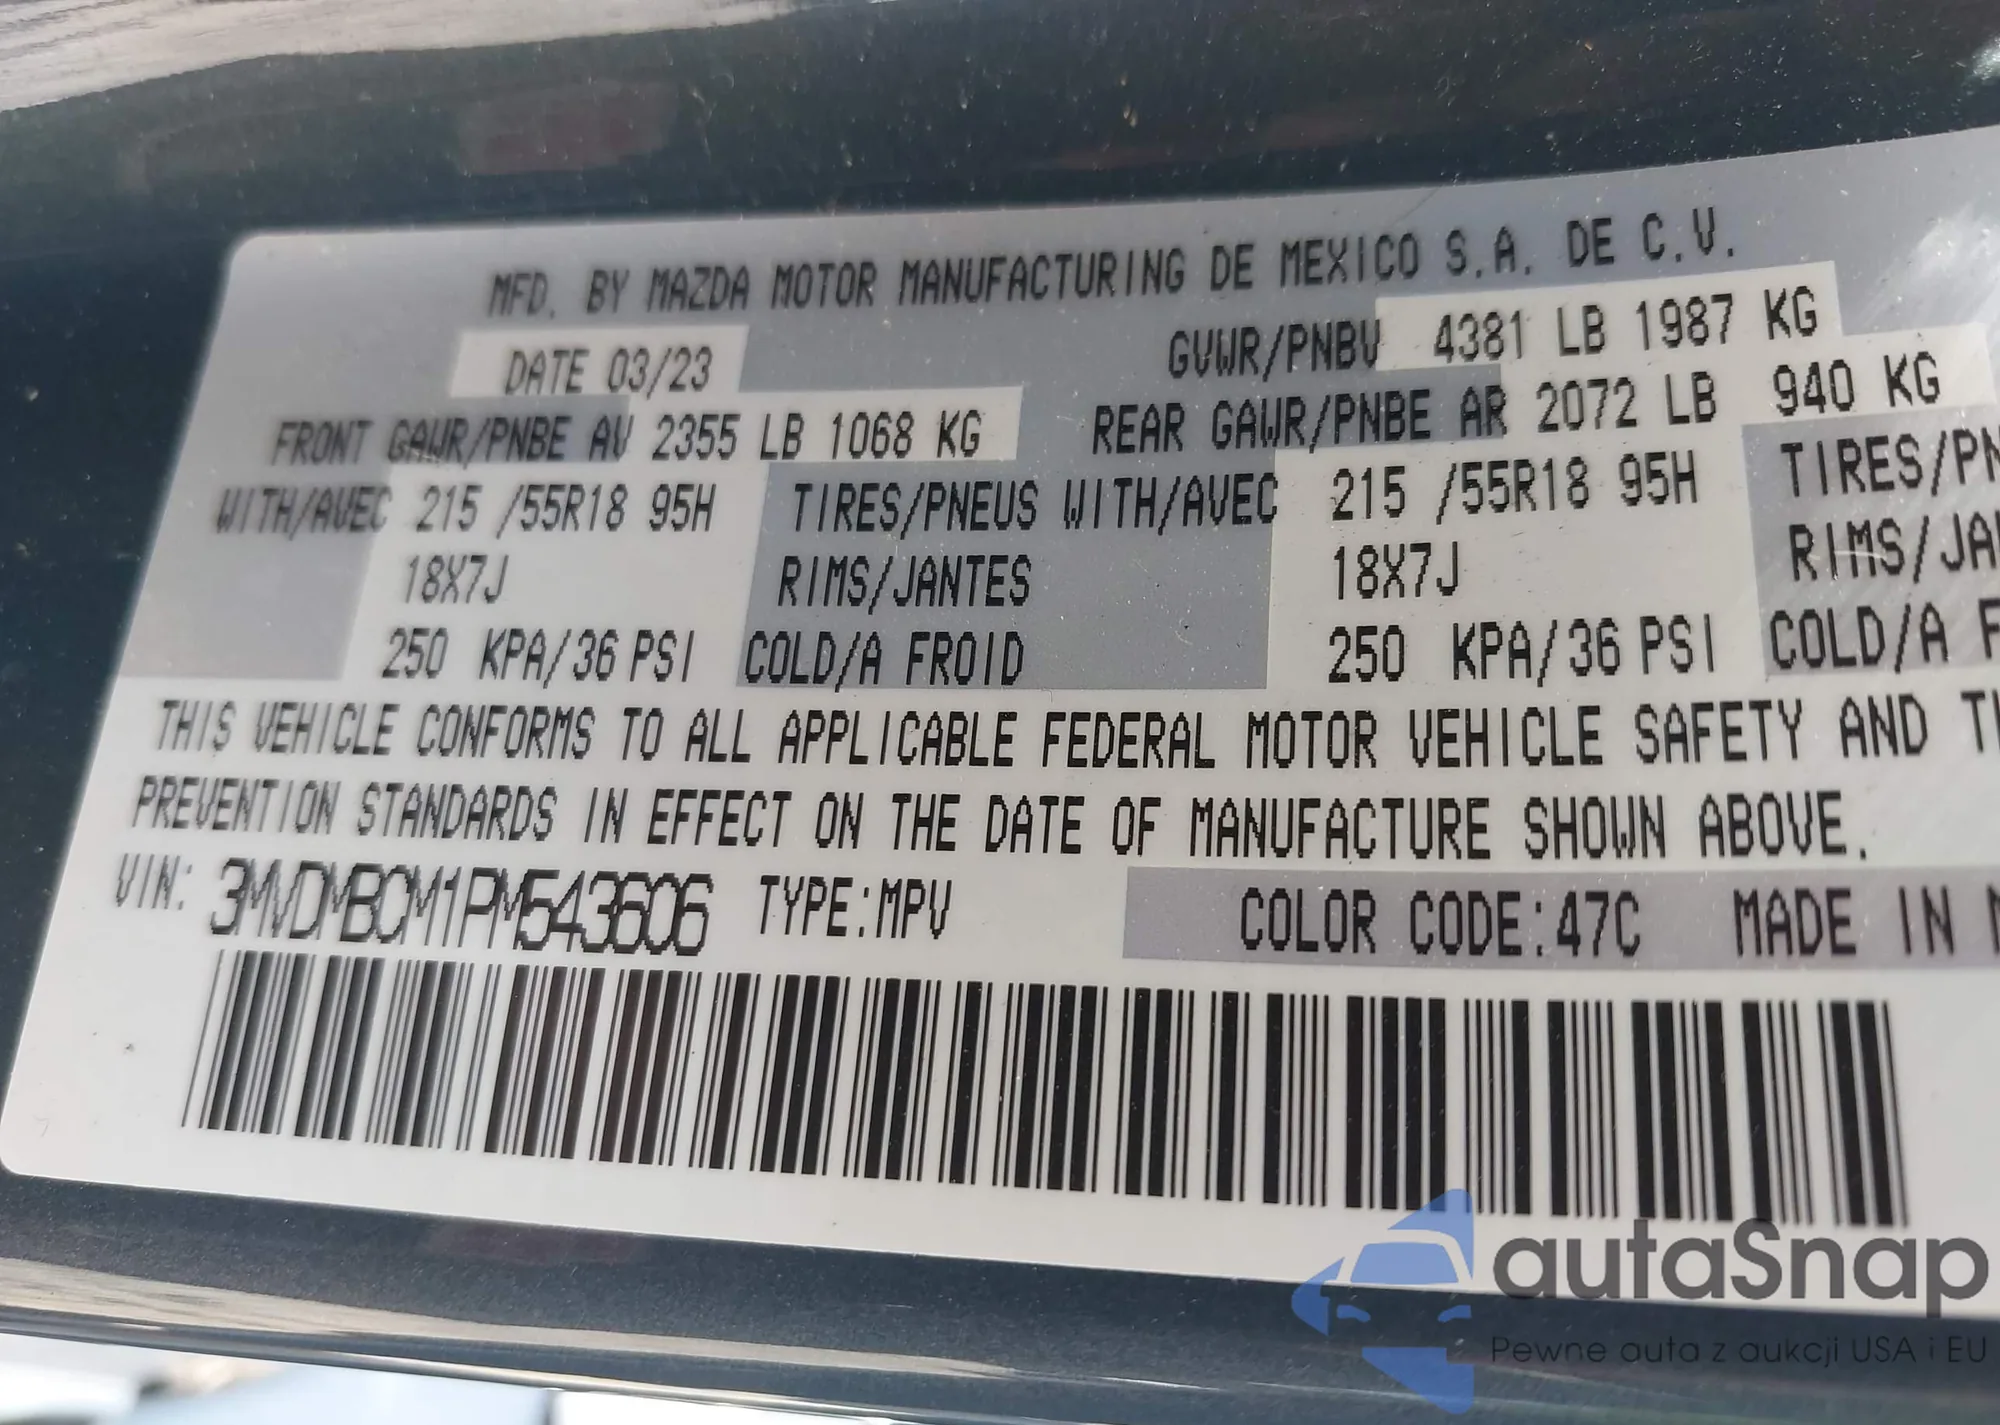 MFD. BY MAZDA MOTOR MANUFACTURING DE MEXICO S.A. DE C.V.
DATE 03/23 GVWR/PNBV 4381 LB 1987 KG
FRONT GAWR/PNBE AV 2355 LB 1068 KG REAR GAWR/PNBE AR 2072 LB 940 KG
WITH/AVEC 215 /55R18 95H TIRES/PNEUS WITH/AVEC 215 /55R18 95H TIRES/PN
18X7J RIMS/JANTES 18X7J RIMS/JA
250 KPA/36 PSI COLD/A FROID 250 KPA/36 PSI COLD/A F
THIS VEHICLE CONFORMS TO ALL APPLICABLE FEDERAL MOTOR VEHICLE SAFETY AND
PREVENTION STANDARDS IN EFFECT ON THE DATE OF MANUFACTURE SHOWN ABOVE.
VIN: 3MVDMBCM1PM543606 TYPE:MPV COLOR CODE:47C MADE IN
autaSnap
Pewne auta z aukcji USA i EU